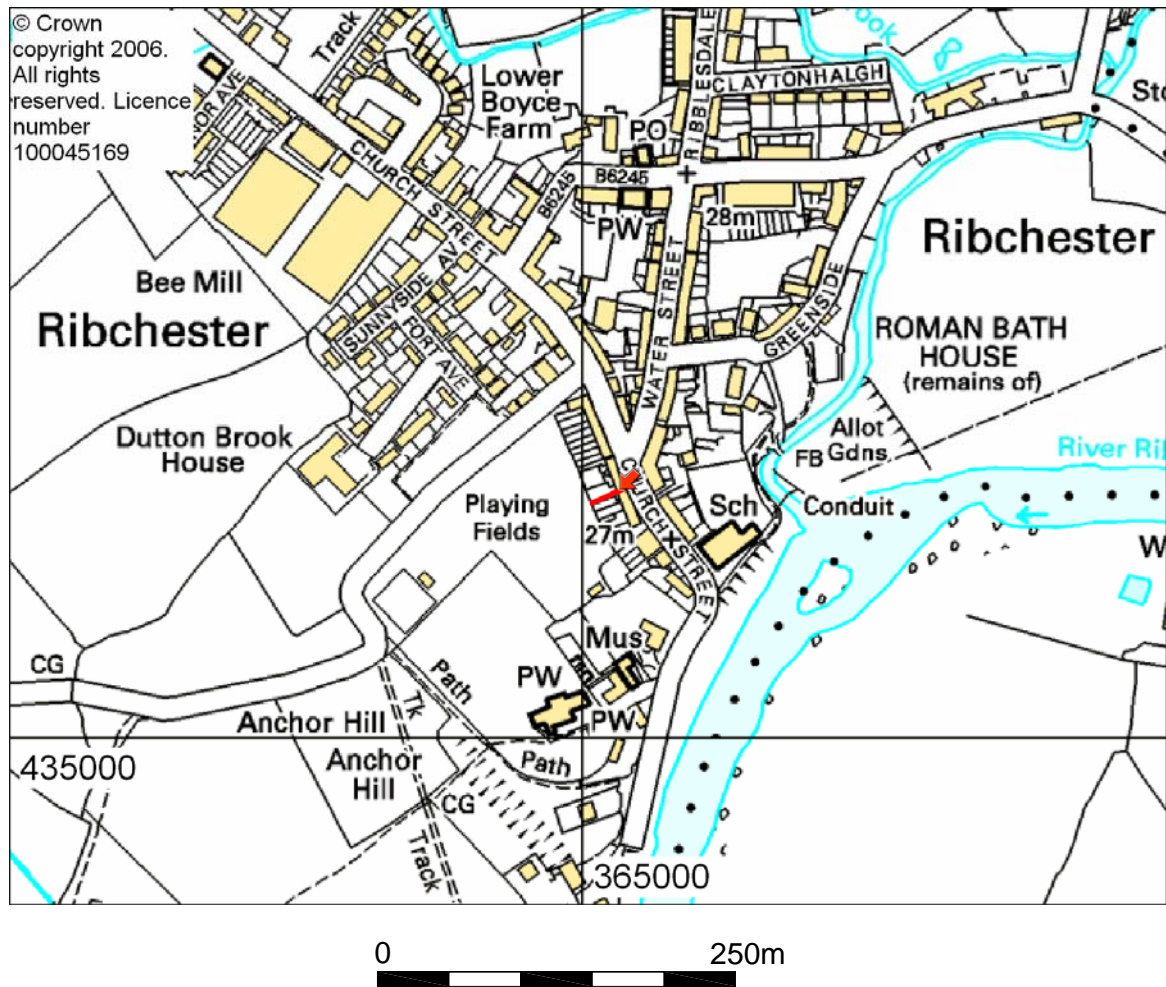 © Crown
copyright 2006.
All rights
reserved. Licence
number
100045169
Track
Lower
Boyce
Farm
PO
RIBBLESDALE
CLAYTONHALGH
CHURCH STREET
B6245
B6245
PW
28m
Ribchester
Bee Mill
SUNNYSIDE AV
FORT AVE
Ribchester
WATER STREET
GREENSIDE
ROMAN BATH
HOUSE
(remains of)
Dutton Brook
House
Allot
Gdns
FB
River
Playing
Fields
CHURCH STREET
Sch
Conduit
27m
Mus
CG
Path
PW
PW
Tk
Anchor Hill
Anchor
Hill
Path
435000
CG
Track
365000
0 250m